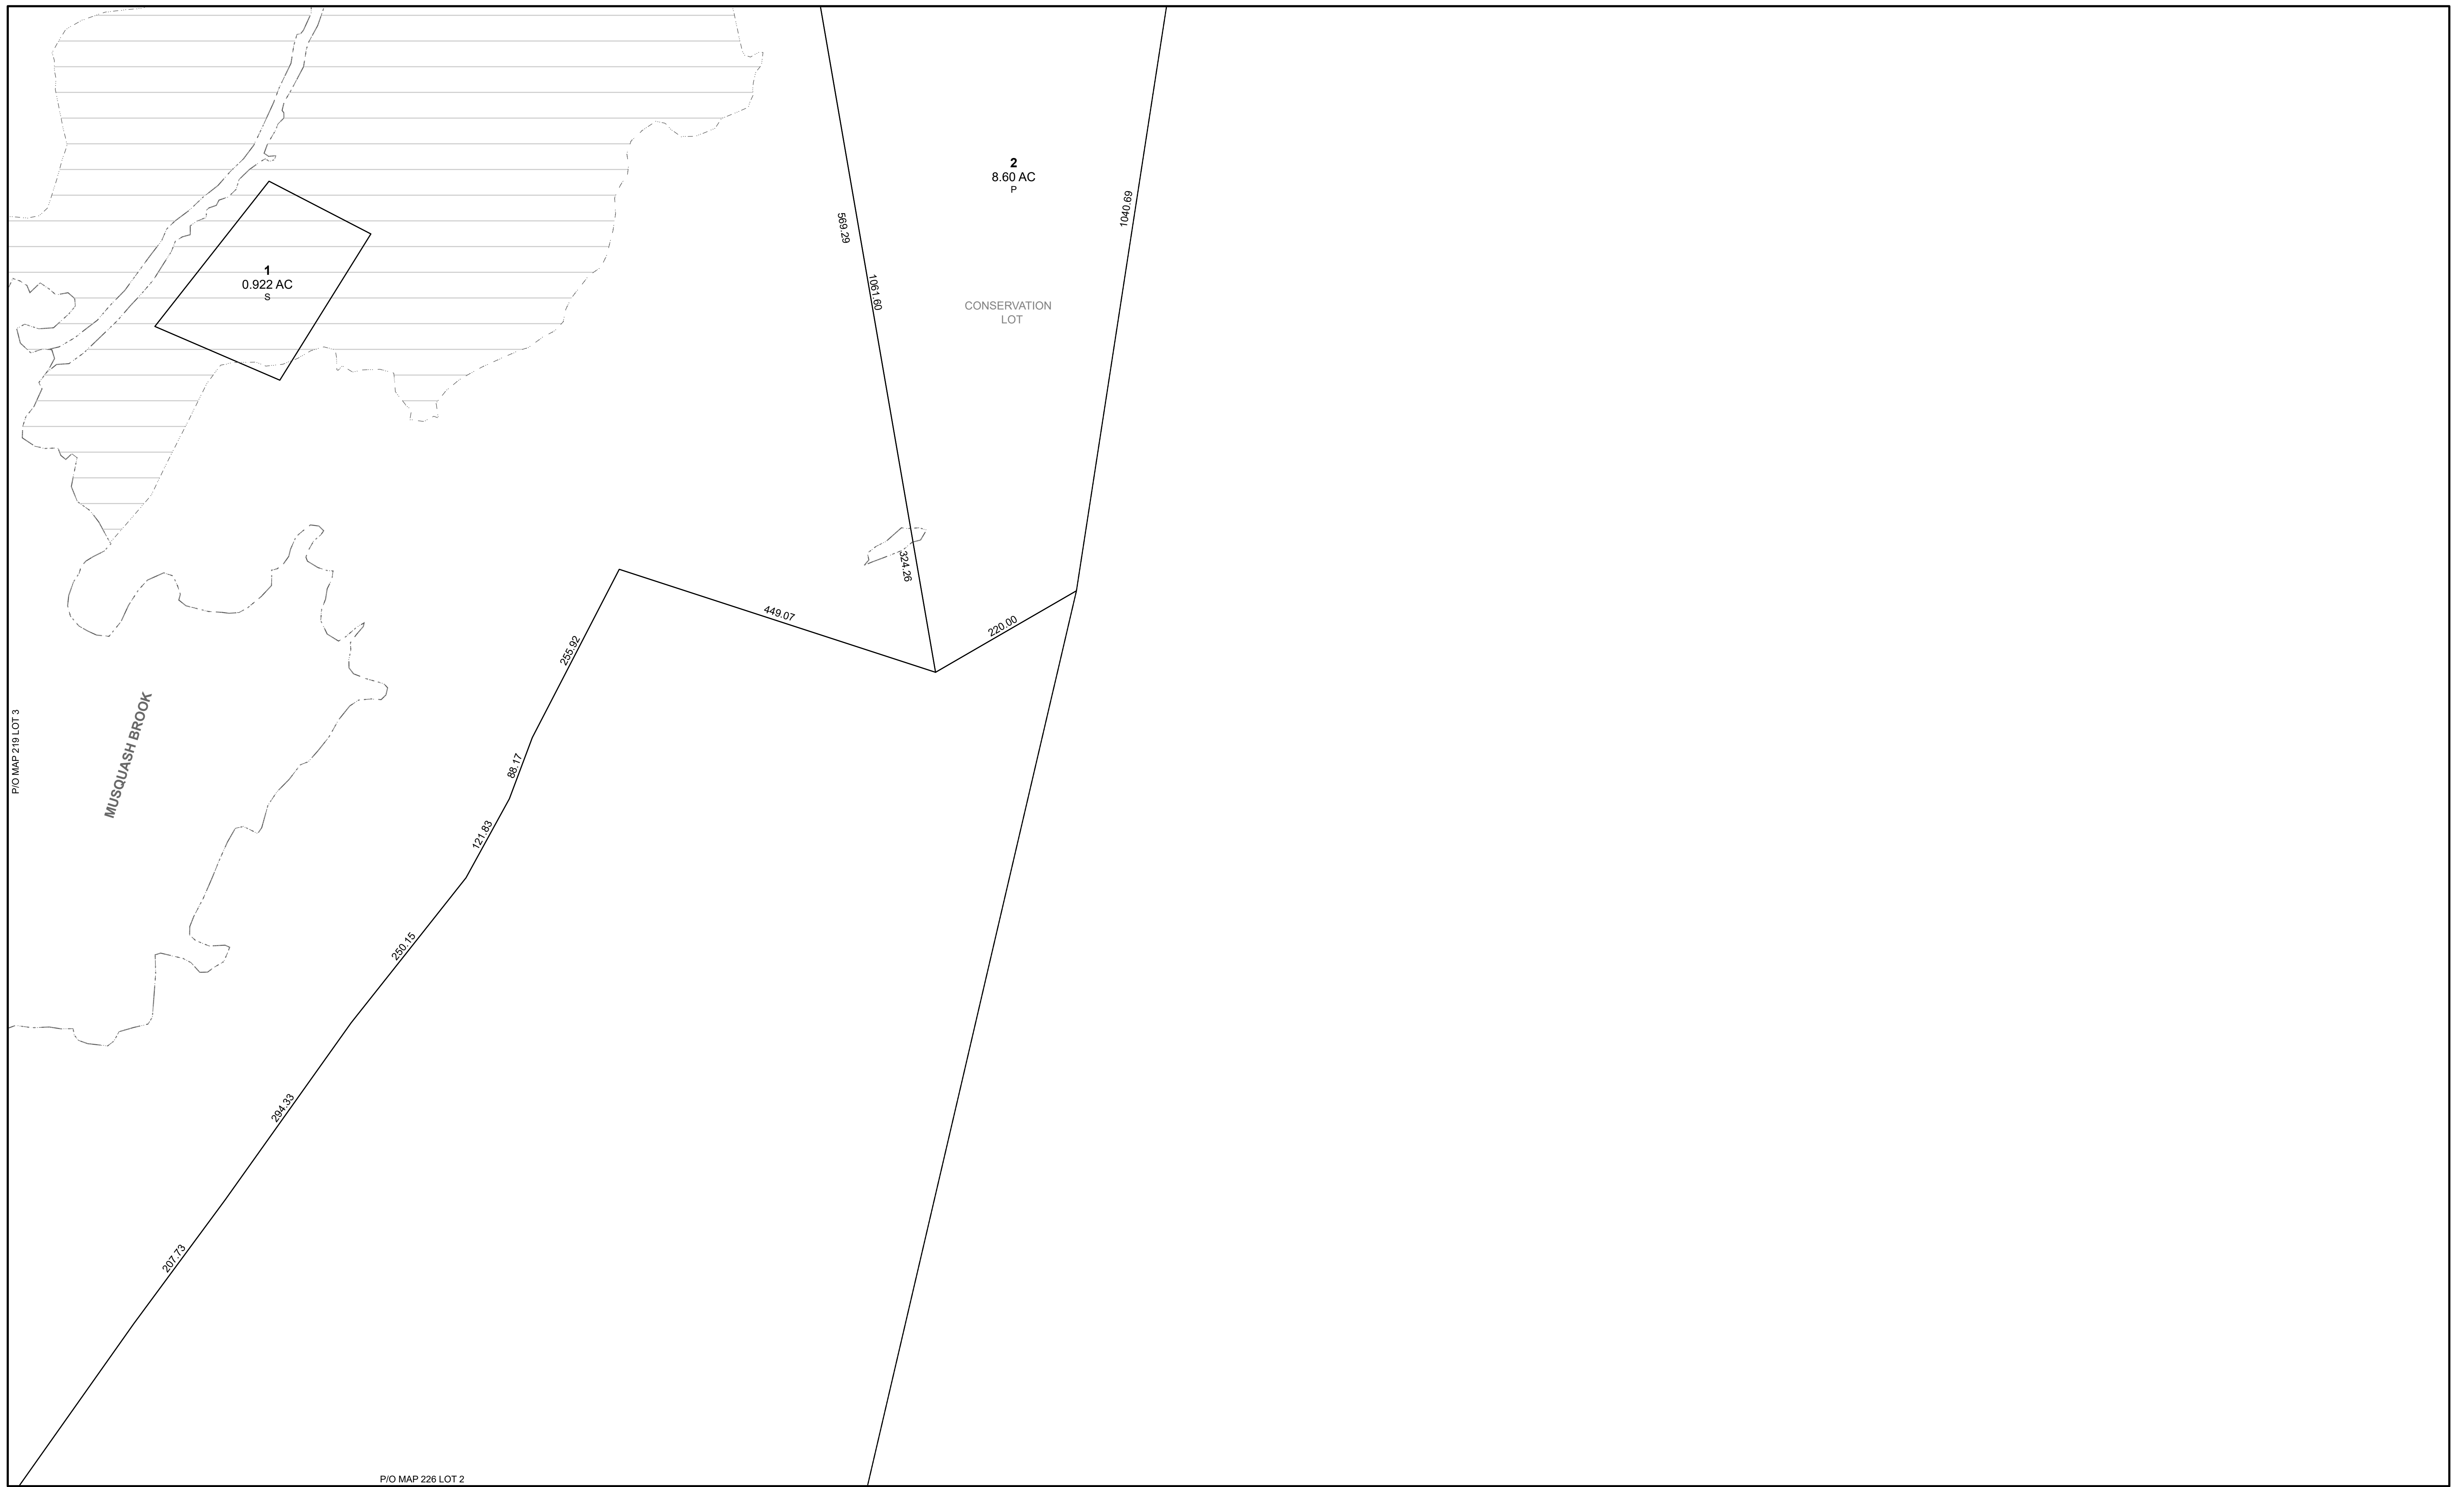 2
8.60 AC
P
1040.69
569.29
1
0.922 AC
S
1061.60
CONSERVATION
LOT
324.26
449.07
220.00
255.92
P/O MAP 219 LOT 3
MUSQUASH BROOK
88.17
121.83
250.15
294.33
207.73
P/O MAP 226 LOT 2